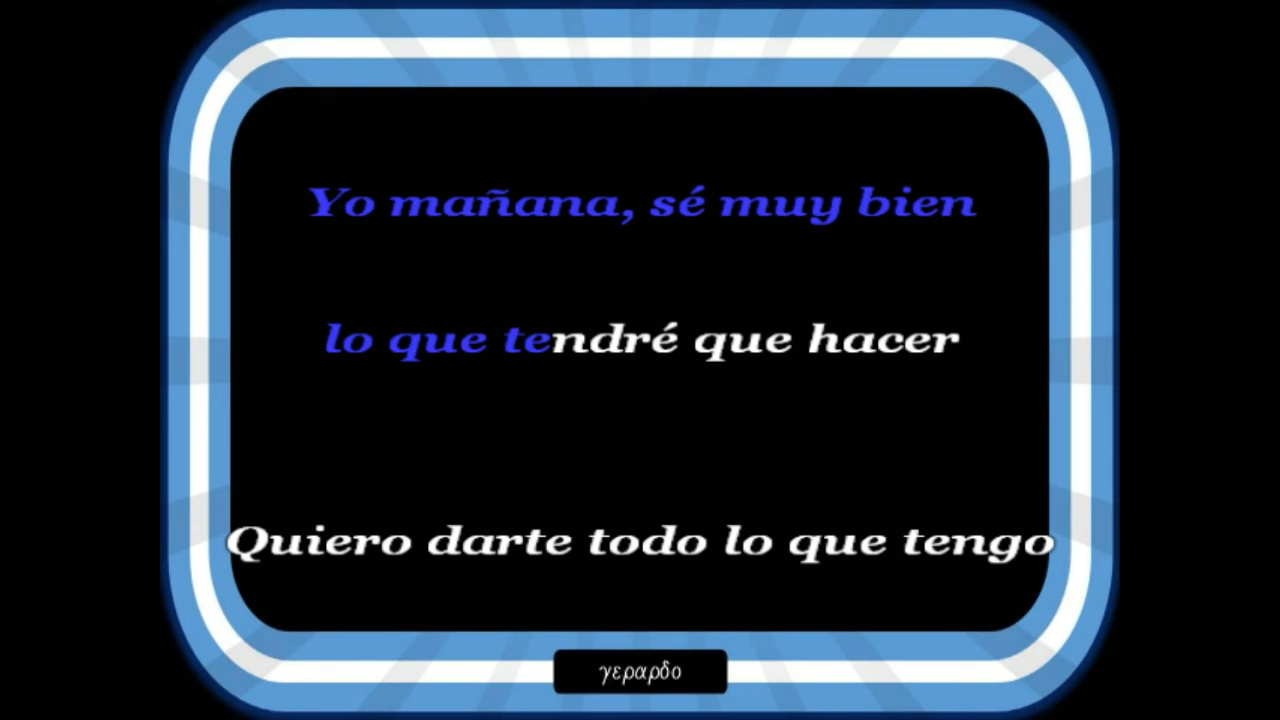 Yo mañana, sé muy bien
lo que tendré que hacer
Quiero darte todo lo que tengo
γεραρδο